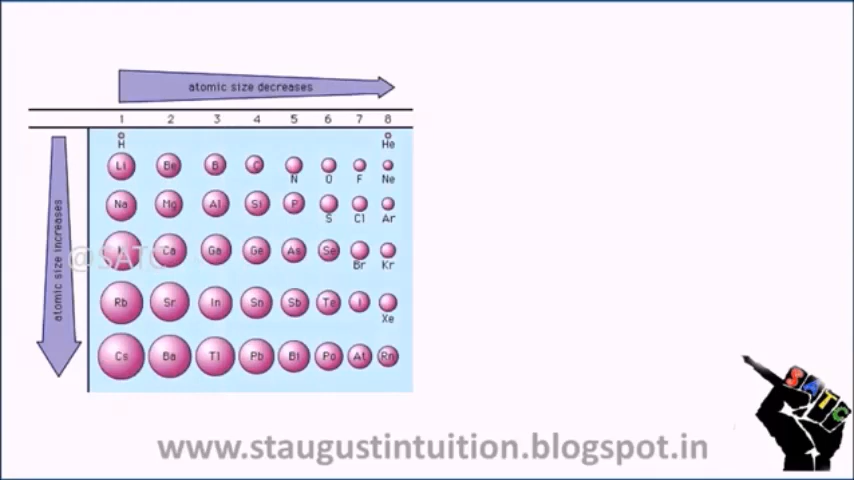 atomic size decreases
1 2 3 4 5 6 7 8
H He
Li Be B C N O F Ne
Na Mg Al Si P S Cl Ar
atomic size increases
K Ca Ga Ge As Se Br Kr
@SATC
Rb Sr In Sn Sb Te I Xe
Cs Ba Tl Pb Bi Po At Rn
SATC
www.staugustintuition.blogspot.in